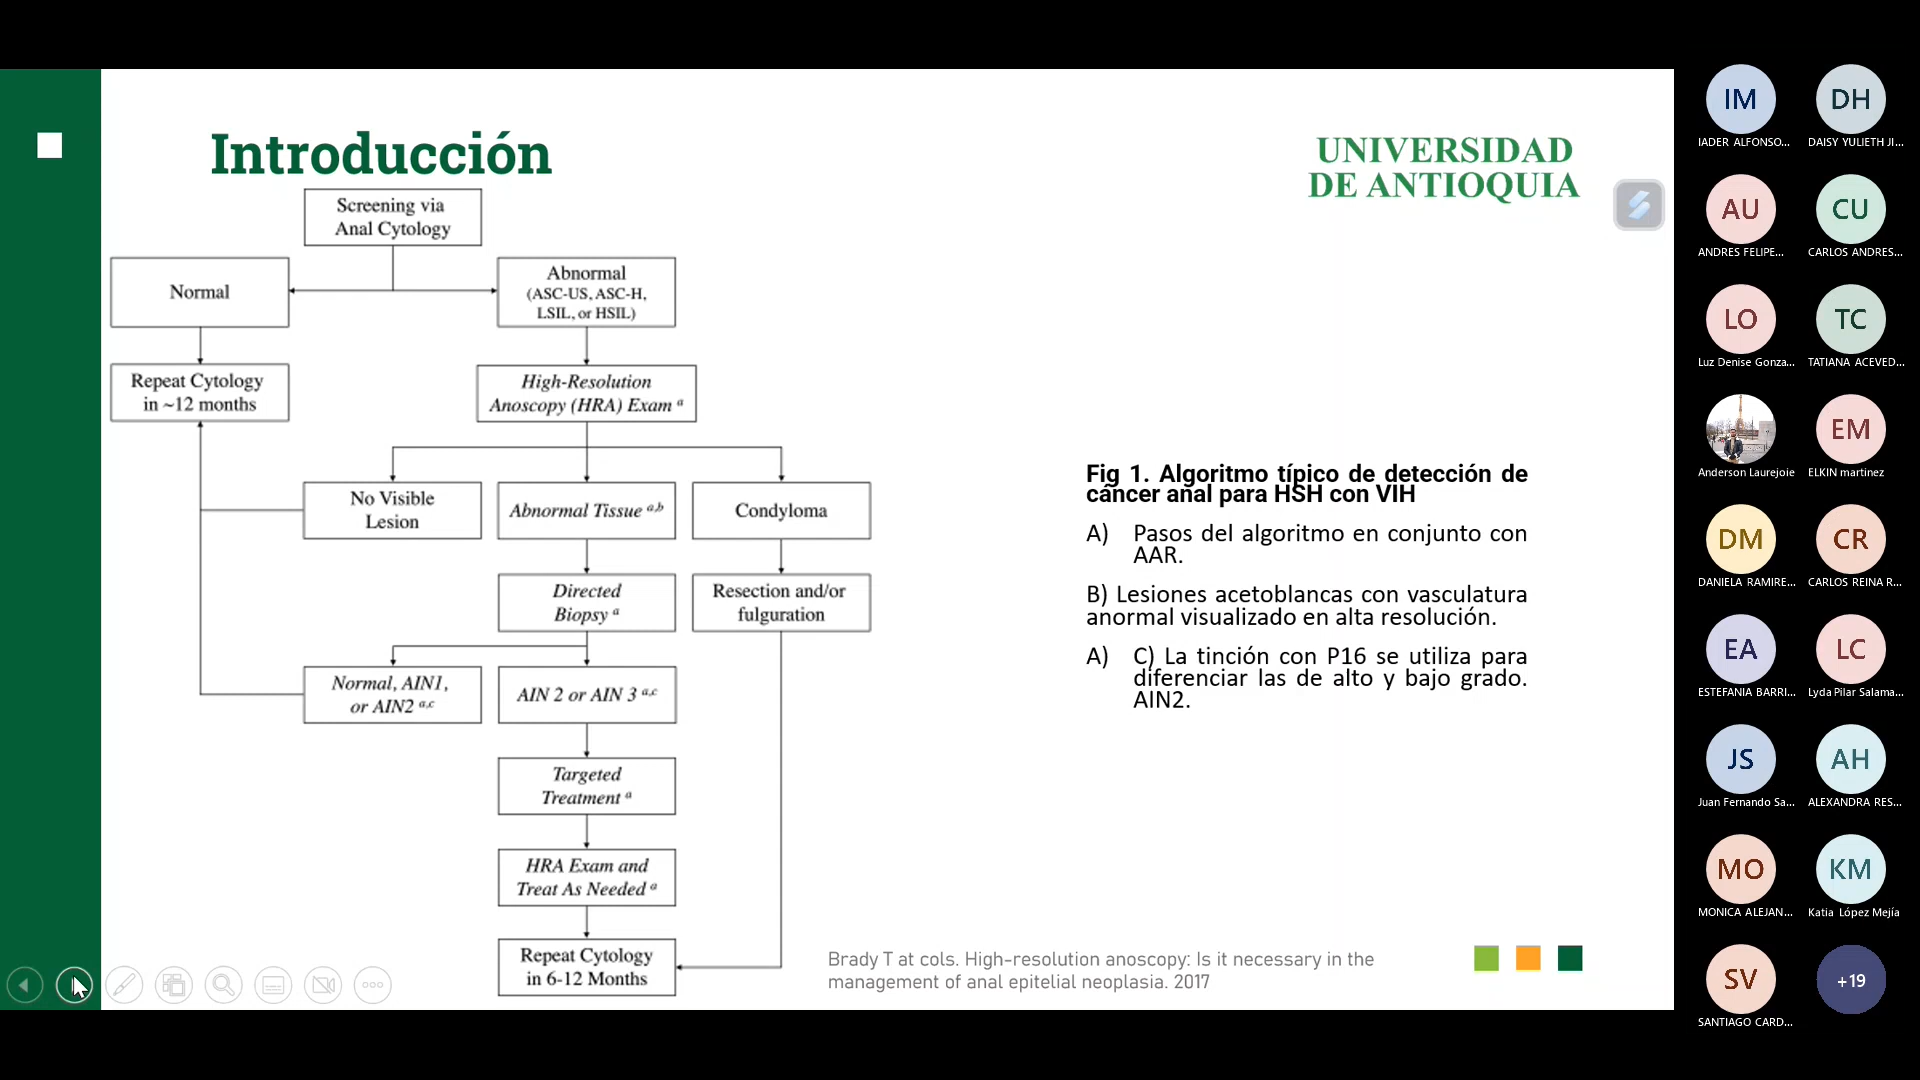 Introducción
UNIVERSIDAD
DE ANTIOQUIA
Screening via
Anal Cytology
Normal
Abnormal
(ASC-US, ASC-H,
LSIL, or HSIL)
Repeat Cytology
in ~12 months
High-Resolution
Anoscopy (HRA) Exam a
No Visible
Lesion
Abnormal Tissue a,b
Condyloma
Directed
Biopsy a
Resection and/or
fulguration
Normal, AIN1,
or AIN2 a,c
AIN 2 or AIN 3 a,c
Targeted
Treatment a
HRA Exam and
Treat As Needed a
Repeat Cytology
in 6-12 Months
Fig 1. Algoritmo típico de detección de
cáncer anal para HSH con VIH
A) Pasos del algoritmo en conjunto con
AAR.
B) Lesiones acetoblancas con vasculatura
anormal visualizado en alta resolución.
A) C) La tinción con P16 se utiliza para
diferenciar las de alto y bajo grado.
AIN2.
Brady T at cols. High-resolution anoscopy: Is it necessary in the
management of anal epitelial neoplasia. 2017
IM
IADER ALFONSO...
DH
DAISY YULIETH JI...
AU
ANDRES FELIPE...
CU
CARLOS ANDRES...
LO
Luz Denise Gonza...
TC
TATIANA ACEVED...
Anderson Laurejoie
EM
ELKIN martinez
DM
DANIELA RAMIRE...
CR
CARLOS REINA R...
EA
ESTEFANIA BARRI...
LC
Lyda Pilar Salama...
JS
Juan Fernando Sa...
AH
ALEXANDRA RES...
MO
MONICA ALEJAN...
KM
Katia López Mejía
SV
SANTIAGO CARD...
+19